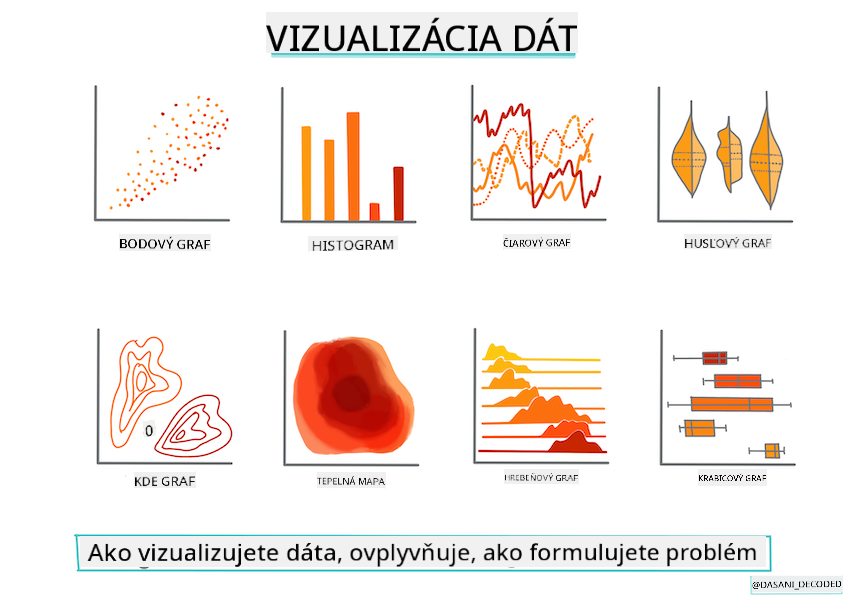 VIZUALIZÁCIA DÁT
BODOVÝ GRAF
HISTOGRAM
ČIAROVÝ GRAF
HUSĽOVÝ GRAF
0
KDE GRAF
TEPELNÁ MAPA
HREBEŇOVÝ GRAF
KRABICOVÝ GRAF
Ako vizualizujete dáta, ovplyvňuje, ako formulujete problém
@DASANI_DECODED